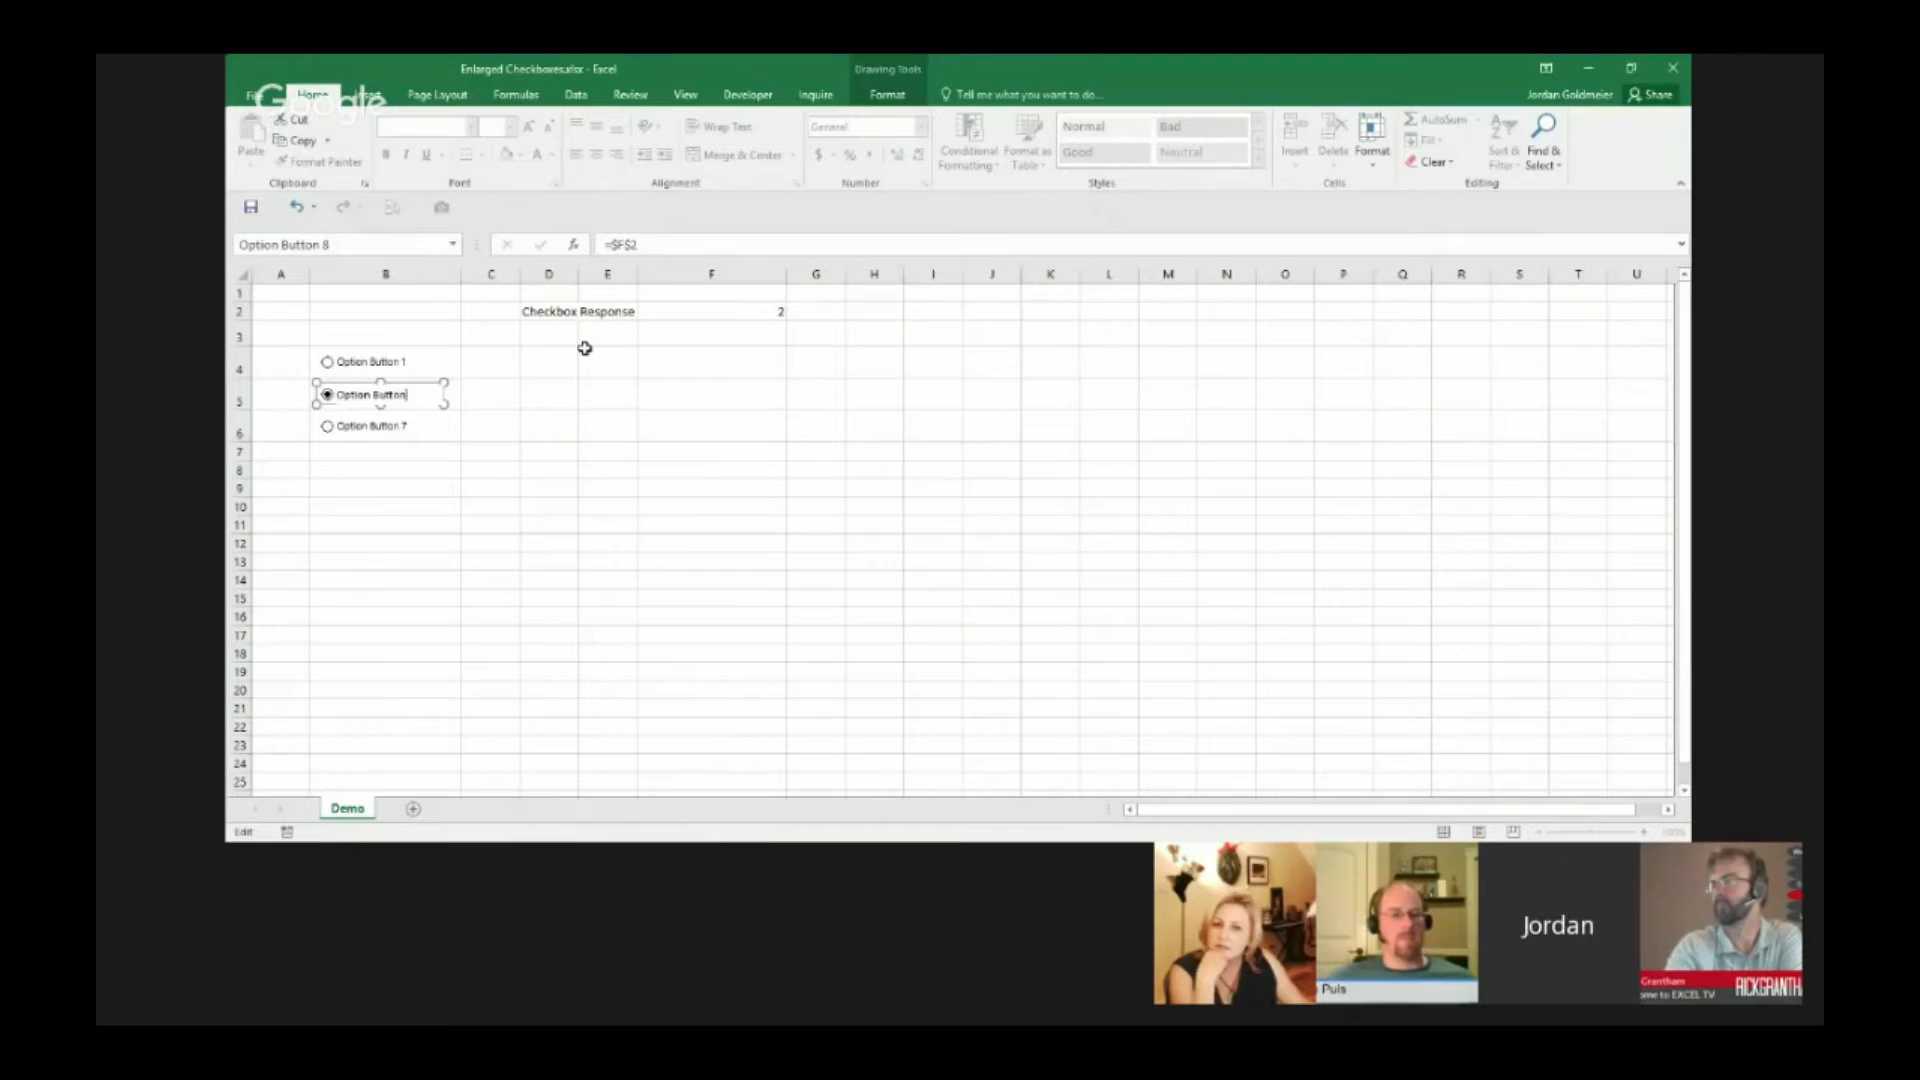 Enlarged Checkboxes.xlsx - Excel
Drawing Tools
File Home Insert Page Layout Formulas Data Review View Developer Inquire Format Tell me what you want to do... Jordan Goldmeier Share
Google
Cut
Copy
Format Painter
Paste
Clipboard
B I U
A
Font
Wrap Text
Merge & Center
Alignment
General
$ % ,
Number
Conditional Formatting
Format as Table
Normal Bad
Good Neutral
Styles
Insert Delete Format
Cells
AutoSum
Fill
Clear
Sort & Filter
Find & Select
Editing
Option Button 8 fx =$F$2
A B C D E F G H I J K L M N O P Q R S T U
1
2 Checkbox Response 2
3
4 Option Button 1
5 Option Button
6 Option Button 7
7
8
9
10
11
12
13
14
15
16
17
18
19
20
21
22
23
24
25
Demo
Edit 100%
Puls
Jordan
Grantham
ome to EXCEL TV
RICKGRANTH